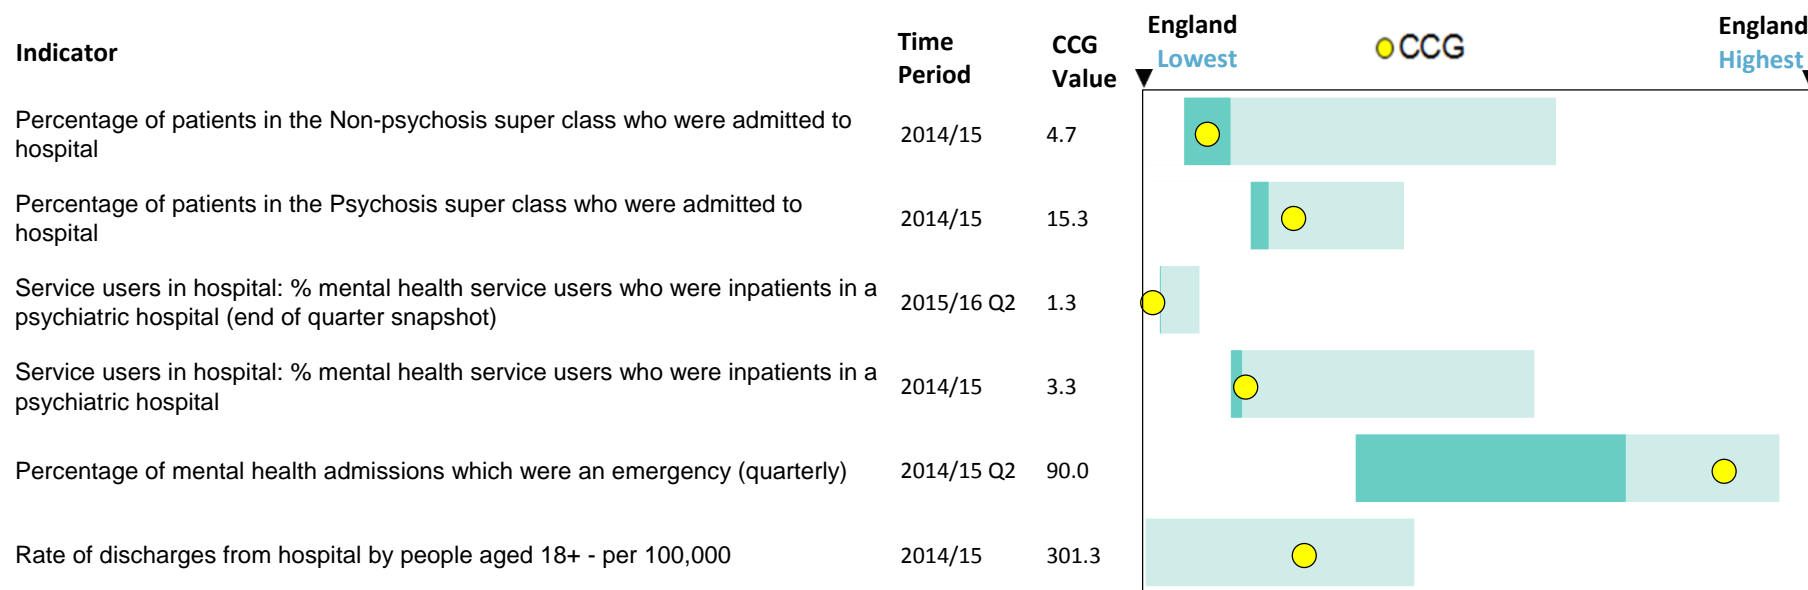 Indicator
Time
Period
CCG
Value
England
Lowest
CCG
England
Highest
Percentage of patients in the Non-psychosis super class who were admitted to
hospital
2014/15
4.7
Percentage of patients in the Psychosis super class who were admitted to
hospital
2014/15
15.3
Service users in hospital: % mental health service users who were inpatients in a
psychiatric hospital (end of quarter snapshot)
2015/16 Q2
1.3
Service users in hospital: % mental health service users who were inpatients in a
psychiatric hospital
2014/15
3.3
Percentage of mental health admissions which were an emergency (quarterly)
2014/15 Q2
90.0
Rate of discharges from hospital by people aged 18+ - per 100,000
2014/15
301.3